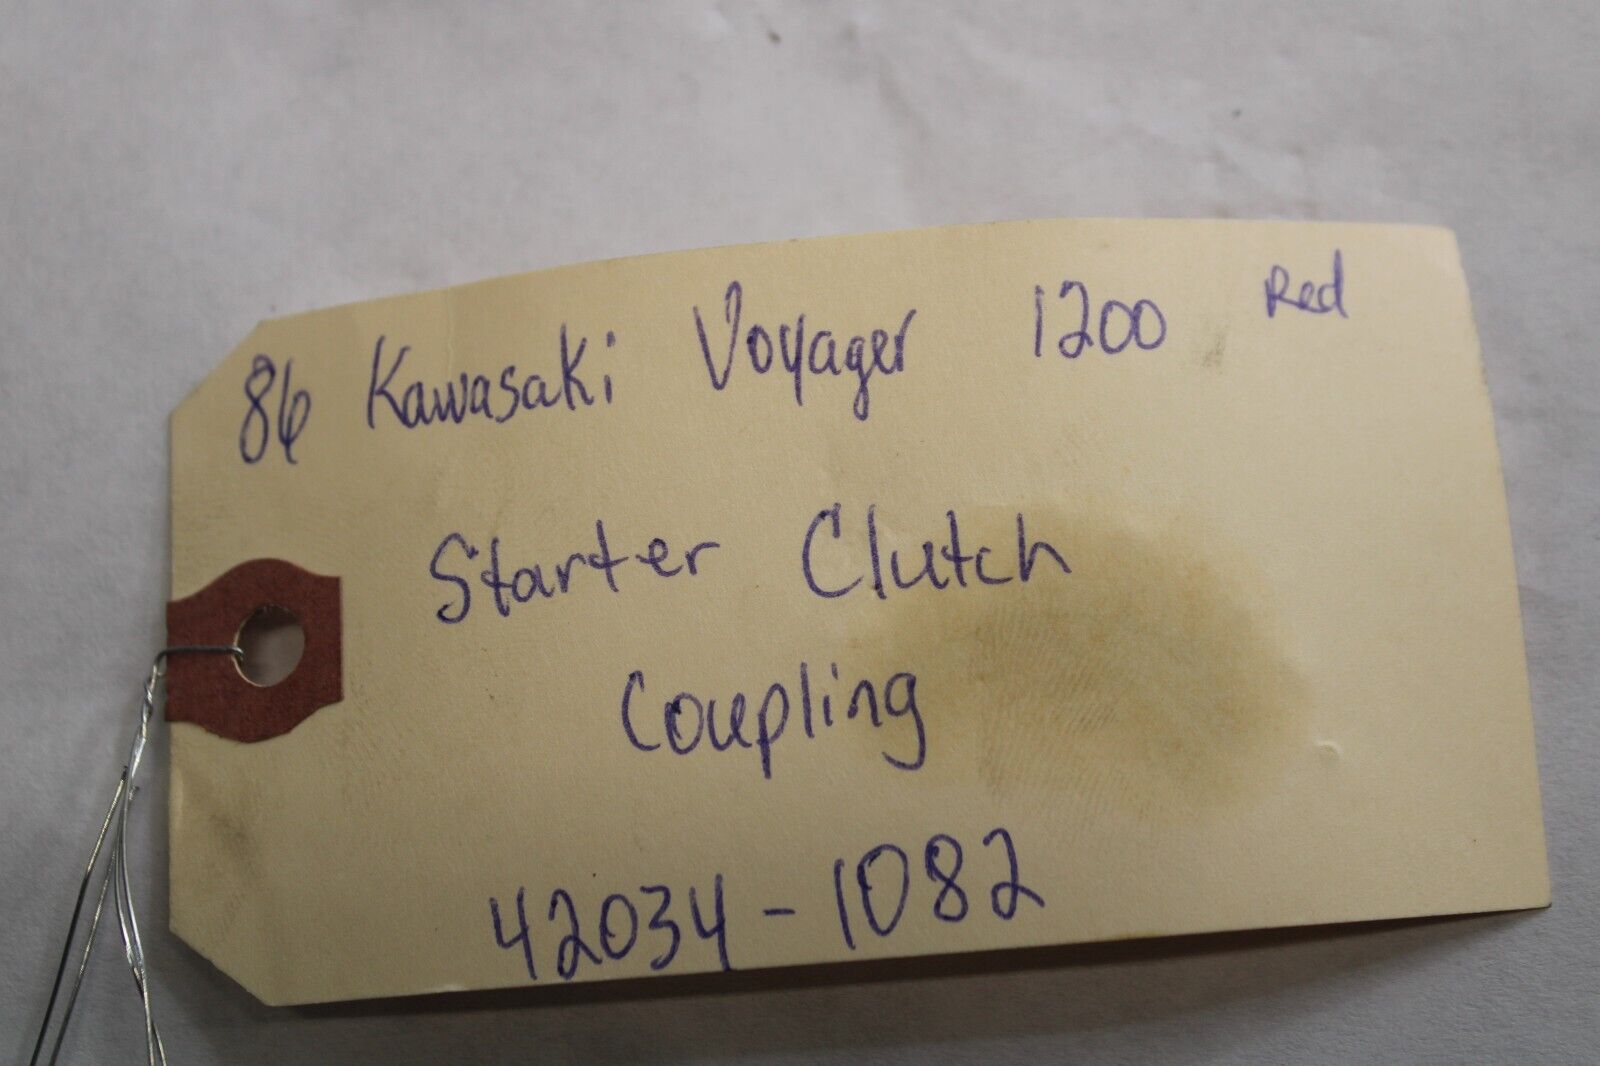 86 Kawasaki Voyager 1200 Red
Starter Clutch
Coupling
42034-1082